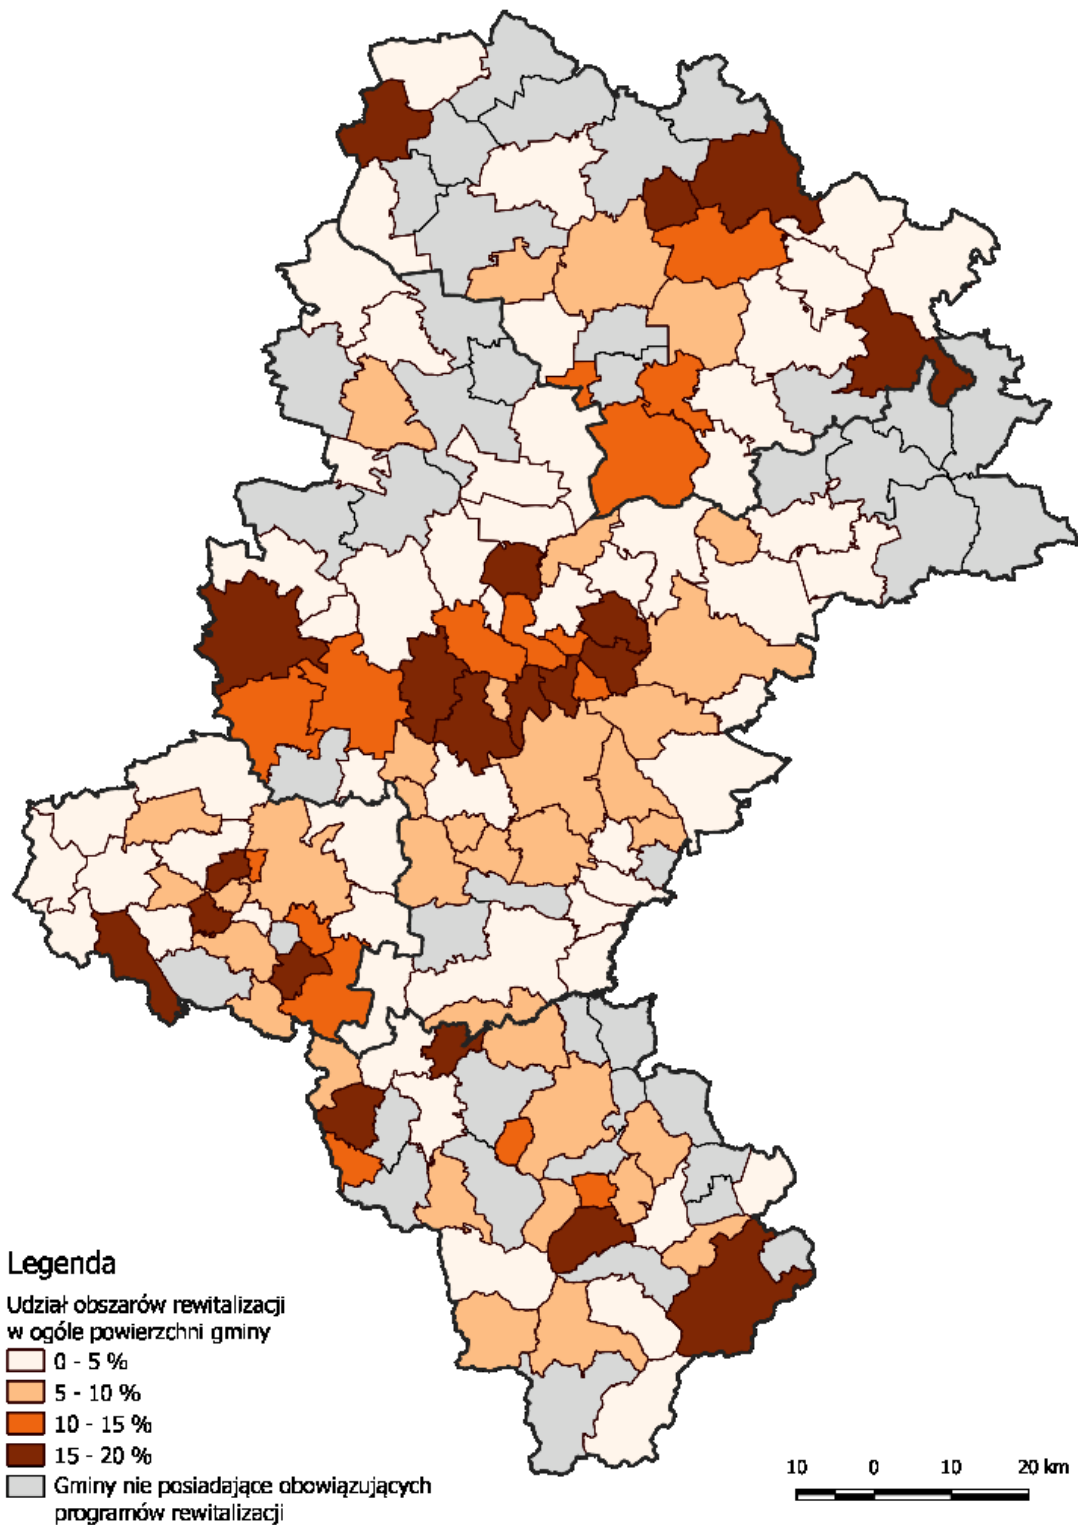 Legenda
Udział obszarów rewitalizacji
w ogóle powierzchni gminy
0 - 5 %
5 - 10 %
10 - 15 %
15 - 20 %
Gminy nie posiadające obowiązujących
programów rewitalizacji
10 0 10 20 km